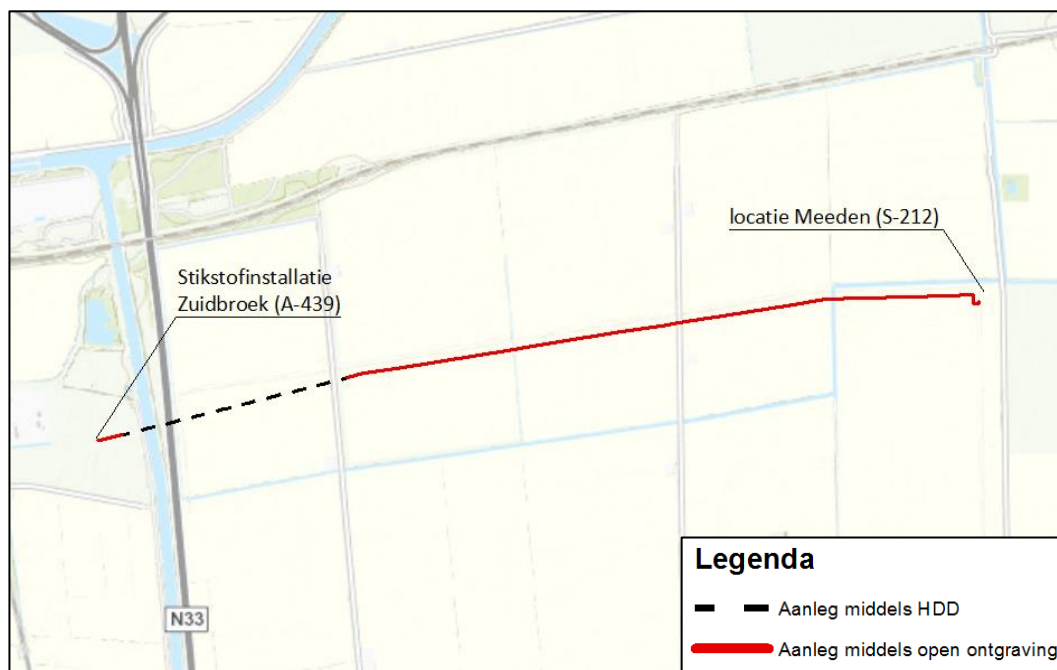 locatie Meeden (S-212)
Stikstofinstallatie
Zuidbroek (A-439)
N33
Legenda
Aanleg middels HDD
Aanleg middels open ontgraving